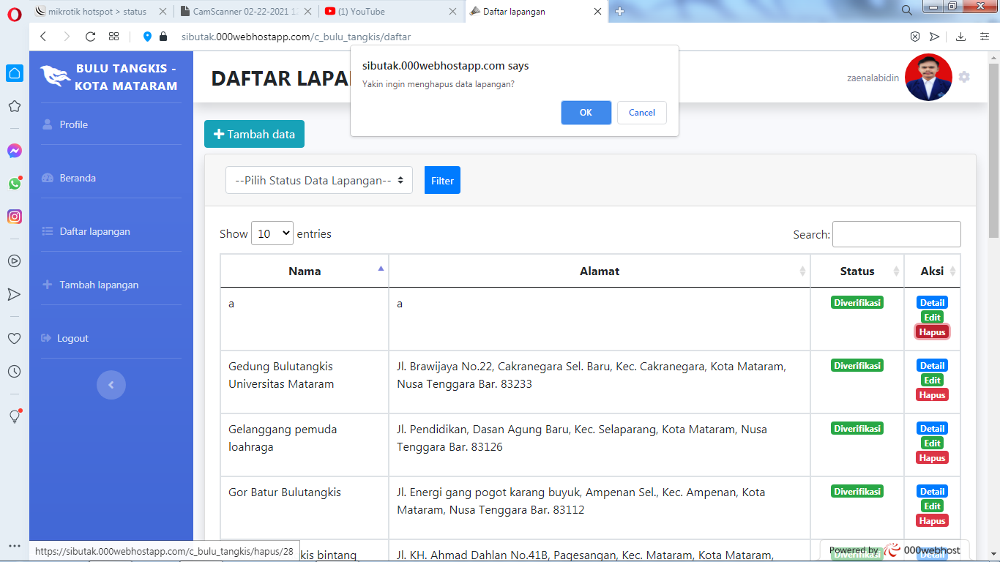 mikrotik hotspot > status
CamScanner 02-22-2021 1
(1) YouTube
Daftar lapangan
sibutak.000webhostapp.com/c_bulu_tangkis/daftar
sibutak.000webhostapp.com says
Yakin ingin menghapus data lapangan?
OK
Cancel
BULU TANGKIS -
KOTA MATARAM
Profile
Beranda
Daftar lapangan
Tambah lapangan
Logout
DAFTAR LAPA
zaenalabidin
Tambah data
--Pilih Status Data Lapangan--
Filter
Show 10 entries
Search:
Nama Alamat Status Aksi
a a Diverifikasi Detail
Edit
Hapus
Gedung Bulutangkis
Universitas Mataram
Jl. Brawijaya No.22, Cakranegara Sel. Baru, Kec. Cakranegara, Kota Mataram,
Nusa Tenggara Bar. 83233
Diverifikasi
Detail
Edit
Hapus
Gelanggang pemuda
loahraga
Jl. Pendidikan, Dasan Agung Baru, Kec. Selaparang, Kota Mataram, Nusa
Tenggara Bar. 83126
Diverifikasi
Detail
Edit
Hapus
Gor Batur Bulutangkis
Jl. Energi gang pogot karang buyuk, Ampenan Sel., Kec. Ampenan, Kota
Mataram, Nusa Tenggara Bar. 83112
Diverifikasi
Detail
Edit
Hapus
kis bintang
Jl. KH. Ahmad Dahlan No.41B, Pagesangan, Kec. Mataram, Kota Mataram,
Diverifikasi
Detail
https://sibutak.000webhostapp.com/c_bulu_tangkis/hapus/28
Powered by 000webhost